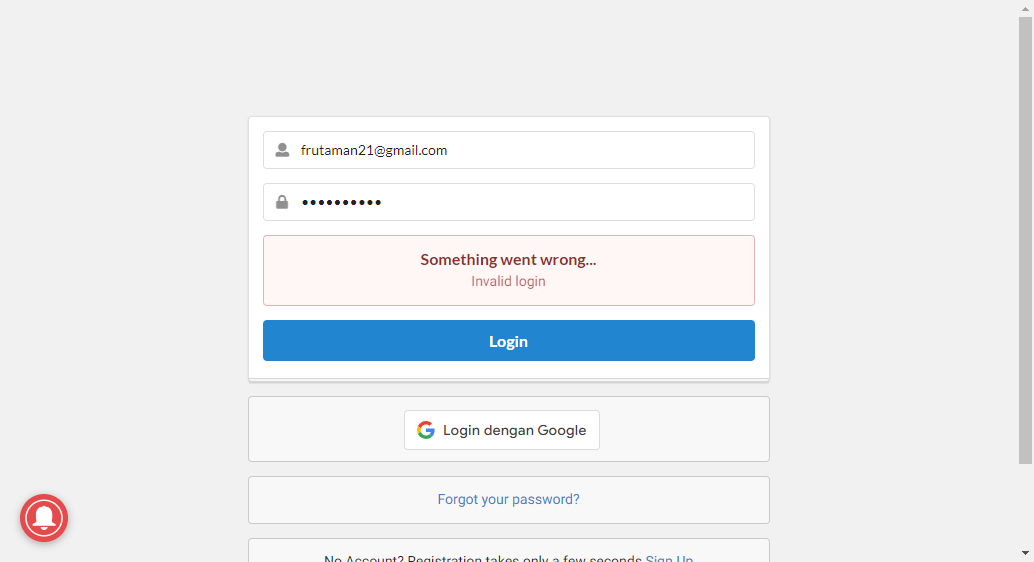 frutaman21@gmail.com
••••••••••
Something went wrong...
Invalid login
Login
Login dengan Google
Forgot your password?
No Account? Registration takes only a few seconds Sign Up